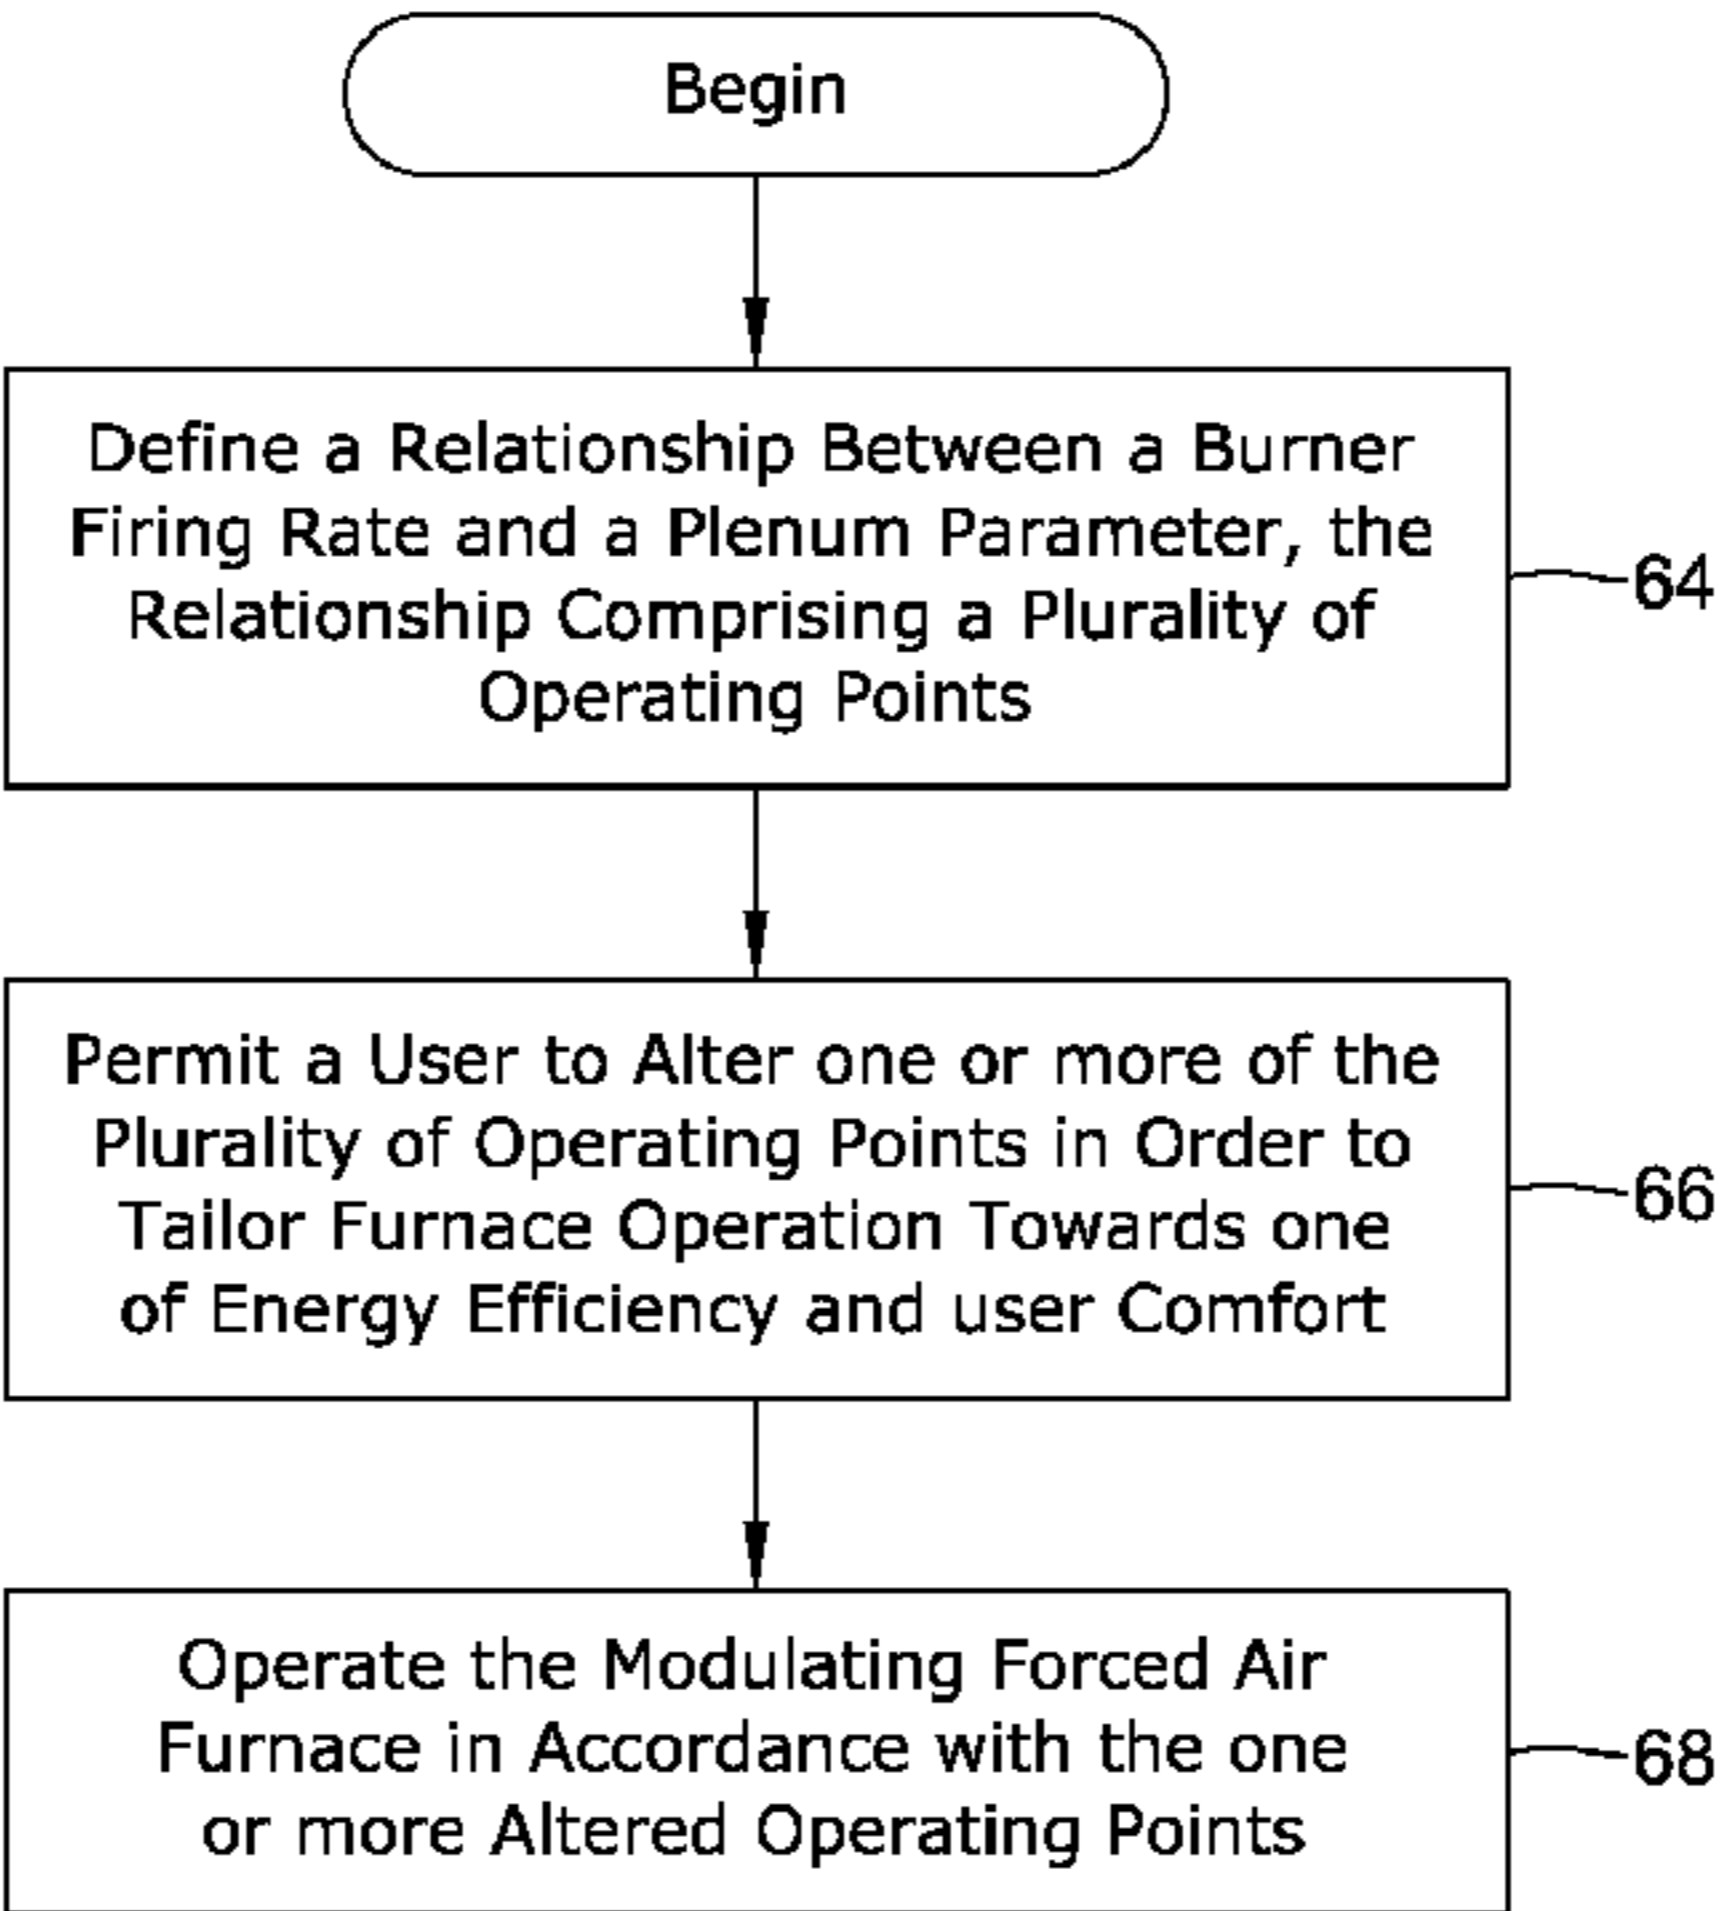 Begin
Define a Relationship Between a Burner
Firing Rate and a Plenum Parameter, the
Relationship Comprising a Plurality of
Operating Points
64
Permit a User to Alter one or more of the
Plurality of Operating Points in Order to
Tailor Furnace Operation Towards one
of Energy Efficiency and user Comfort
66
Operate the Modulating Forced Air
Furnace in Accordance with the one
or more Altered Operating Points
68